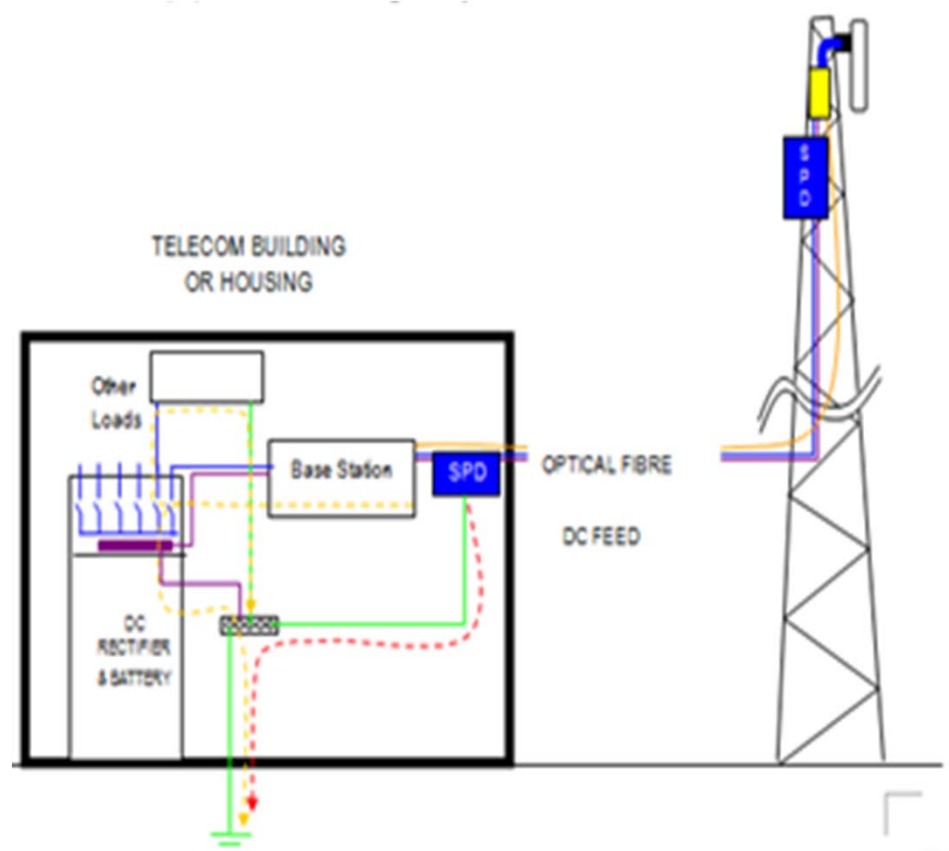 S
P
D
TELECOM BUILDING
OR HOUSING
Other
Loads
Base Station
SPD
OPTICAL FIBRE
DC FEED
DC
RECTIFIER
& BATTERY